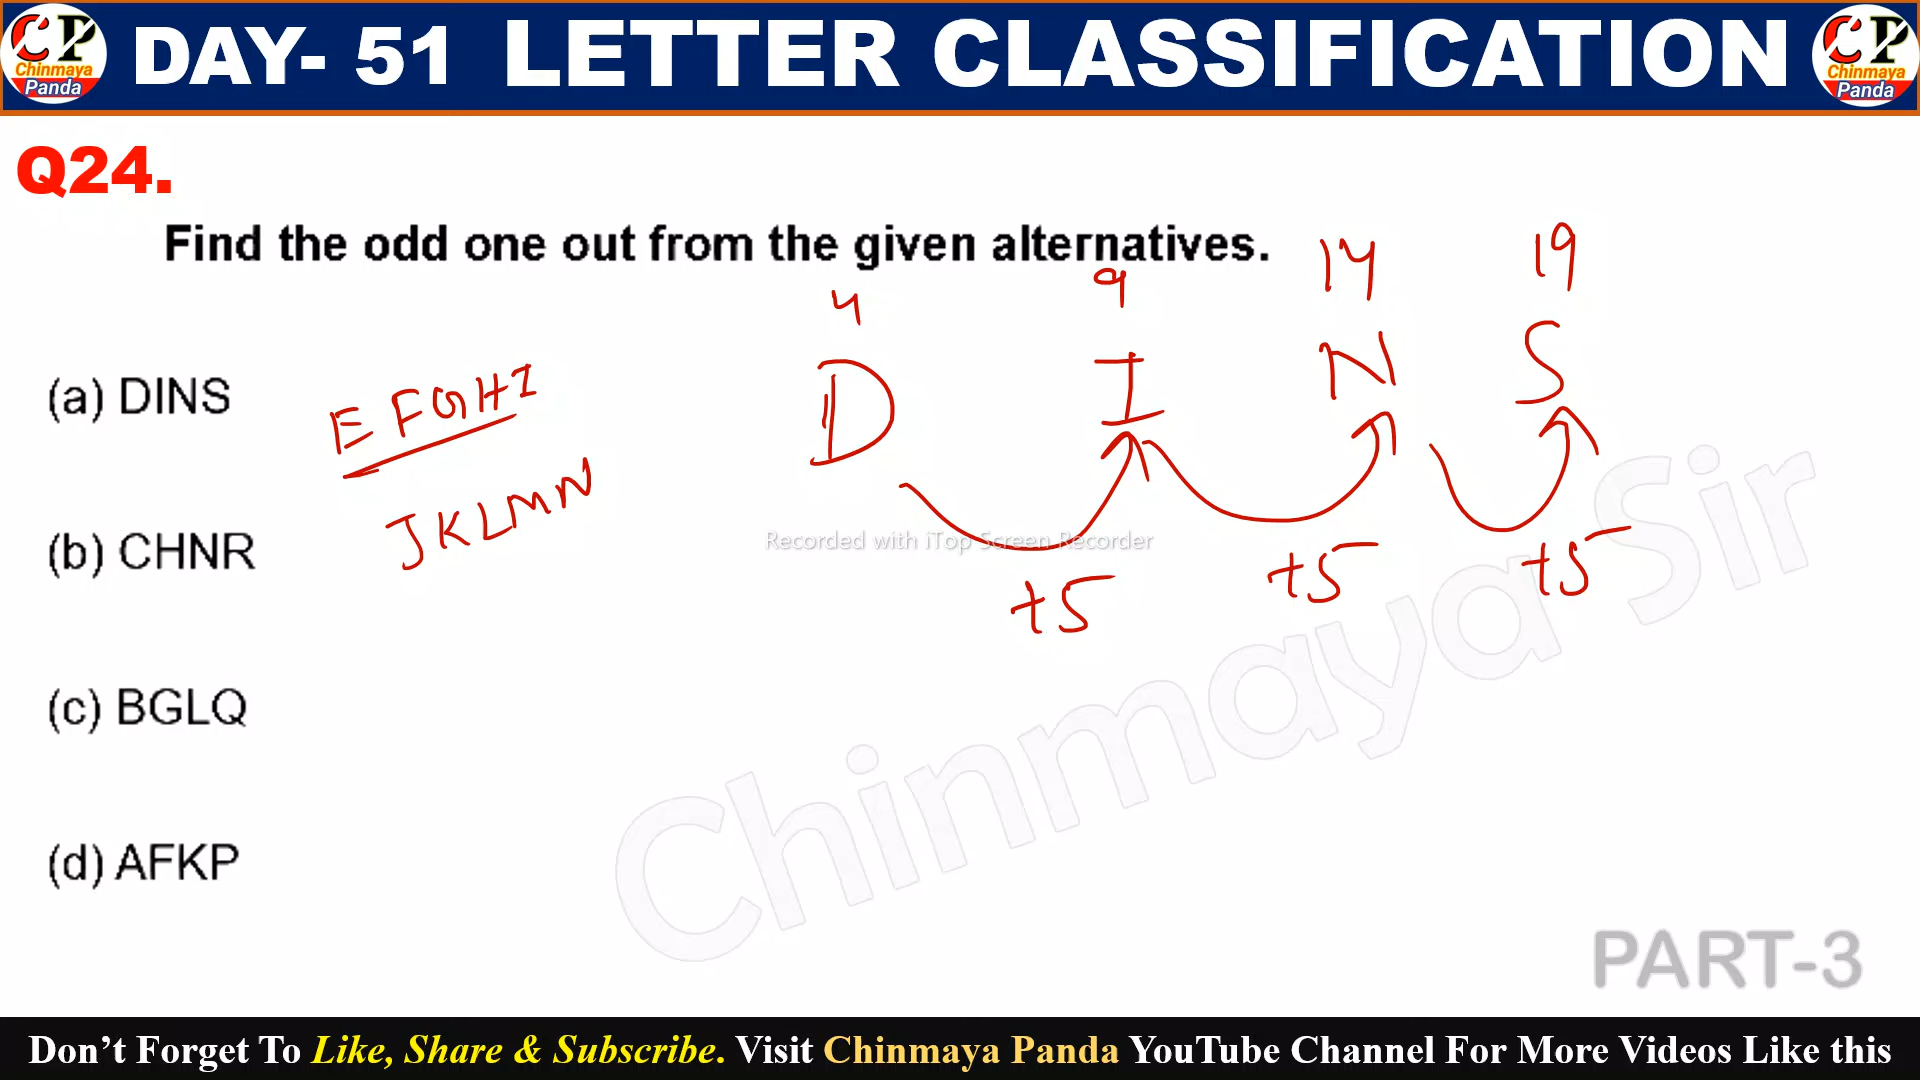 CP Chinmaya Panda
DAY- 51 LETTER CLASSIFICATION
CP Chinmaya Panda
Q24.
Find the odd one out from the given alternatives.
4 9 14 19
D I N S
(a) DINS
E F G H I
J K L M N
Recorded with iTop Screen Recorder
(b) CHNR
+5 +5 +5
(c) BGLQ
(d) AFKP
Chinmaya Sir
PART-3
Don’t Forget To Like, Share & Subscribe. Visit Chinmaya Panda YouTube Channel For More Videos Like this